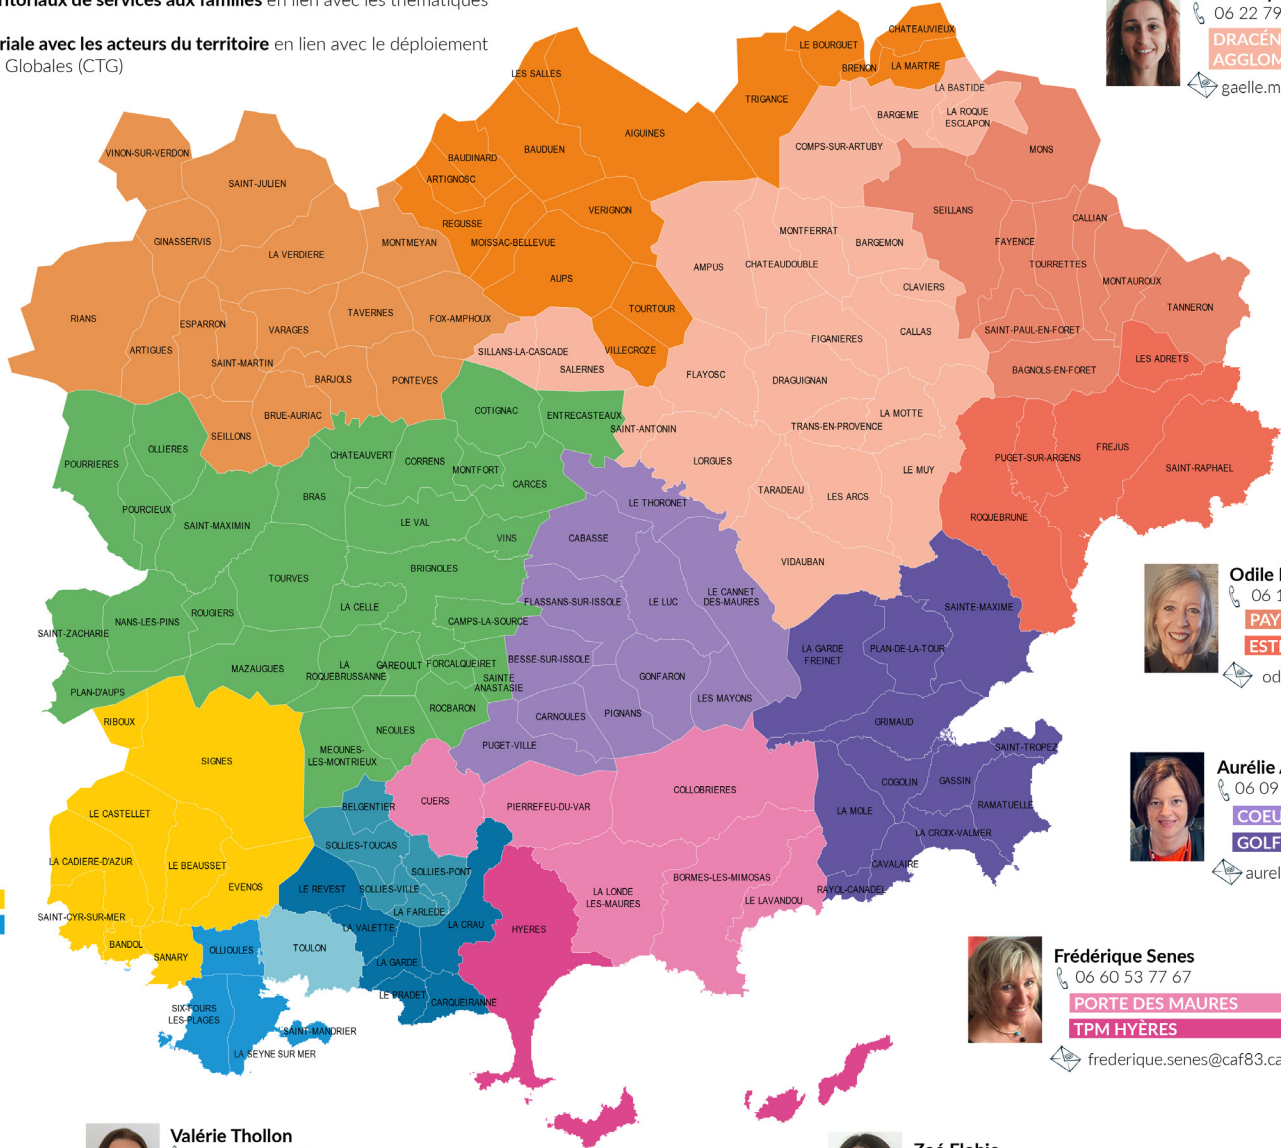 toriaux de services aux familles en lien avec les thématiques
riale avec les acteurs du territoire en lien avec le déploiement
Globales (CTG)
06 22 79
DRACÉN
AGGLOM
gaelle.m
CHATEAUVIEUX
LE BOURGUET
BRENON
LA MARTRE
LES SALLES
TRIGANCE
LA BASTIDE
BARGEME
LA ROQUE
ESCLAPON
AIGUINES
BAUDUEN
BAUDINARD
COMPS-SUR-ARTUBY
MONS
VINON-SUR-VERDON
SAINT-JULIEN
ARTIGNOSC
VERIGNON
SEILLANS
CALLIAN
REGUSSE
MONTFERRAT
GINASSERVIS
LA VERDIERE
MONTMEYAN
MOISSAC-BELLEVUE
BARGEMON
FAYENCE
AMPUS
CHATEAUDOUBLE
TOURRETTES
AUPS
CLAVIERS
MONTAUROUX
TANNERON
RIANS
ESPARRON
VARAGES
TAVERNES
FOX-AMPHOUX
TOURTOUR
FIGANIERES
CALLAS
SAINT-PAUL-EN-FORET
ARTIGUES
SAINT-MARTIN
SILLANS-LA-CASCADE
VILLECROZE
LES ADRETS
BARJOLS
PONTEVES
SALERNES
FLAYOSC
DRAGUIGNAN
BAGNOLS-EN-FORET
BRUE-AURIAC
COTIGNAC
ENTRECASTEAUX
LA MOTTE
SEILLONS
SAINT-ANTONIN
TRANS-EN-PROVENCE
OLLIERES
CHATEAUVERT
CORRENS
MONTFORT
LORGUES
LE MUY
PUGET-SUR-ARGENS
FREJUS
SAINT-RAPHAEL
POURRIERES
CARCES
BRAS
TARADEAU
LES ARCS
POURCIEUX
SAINT-MAXIMIN
LE VAL
LE THORONET
ROQUEBRUNE
VINS
CABASSE
VIDAUBAN
TOURVES
BRIGNOLES
Odile
06 1
PAY
ESTE
od
LA CELLE
FLASSANS-SUR-ISSOLE
LE LUC
LE CANNET
DES-MAURES
SAINTE-MAXIME
ROUGIERS
NANS-LES-PINS
SAINT-ZACHARIE
CAMPS-LA-SOURCE
LA GARDE
FREINET
PLAN-DE-LA-TOUR
MAZAUGUES
LA
ROQUEBRUSSANNE
GAREOULT
FORCALQUEIRET
SAINTE
ANASTASIE
BESSE-SUR-ISSOLE
GONFARON
PLAN-D'AUPS
LES MAYONS
ROCBARON
CARNOULES
PIGNANS
RIBOUX
NEOULES
GRIMAUD
PUGET-VILLE
SAINT-TROPEZ
SIGNES
MEOUNES-
LES-MONTRIEUX
COGOLIN
GASSIN
Aurélie
06 09
COEU
GOLF
aurel
BELGENTIER
CUERS
PIERREFEU-DU-VAR
COLLOBRIERES
LA MOLE
RAMATUELLE
LE CASTELLET
LA CROIX-VALMER
SOLLIES-TOUCAS
LA CADIERE-D'AZUR
LE BEAUSSET
SOLLIES-PONT
BORMES-LES-MIMOSAS
CAVALAIRE
EVENOS
LE REVEST
SOLLIES-VILLE
LA LONDE
LES-MAURES
LE LAVANDOU
RAYOL-CANADEL
SAINT-CYR-SUR-MER
LA FARLEDE
LA VALETTE
LA CRAU
HYERES
BANDOL
SANARY
OLLIOULES
TOULON
LA GARDE
Frédérique Senes
06 60 53 77 67
PORTE DES MAURES
TPM HYÈRES
frederique.senes@caf83.ca
LE PRADET
CARQUEIRANNE
SIX-FOURS
LES-PLAGES
SAINT-MANDRIER
LA SEYNE SUR MER
Valérie Thollon